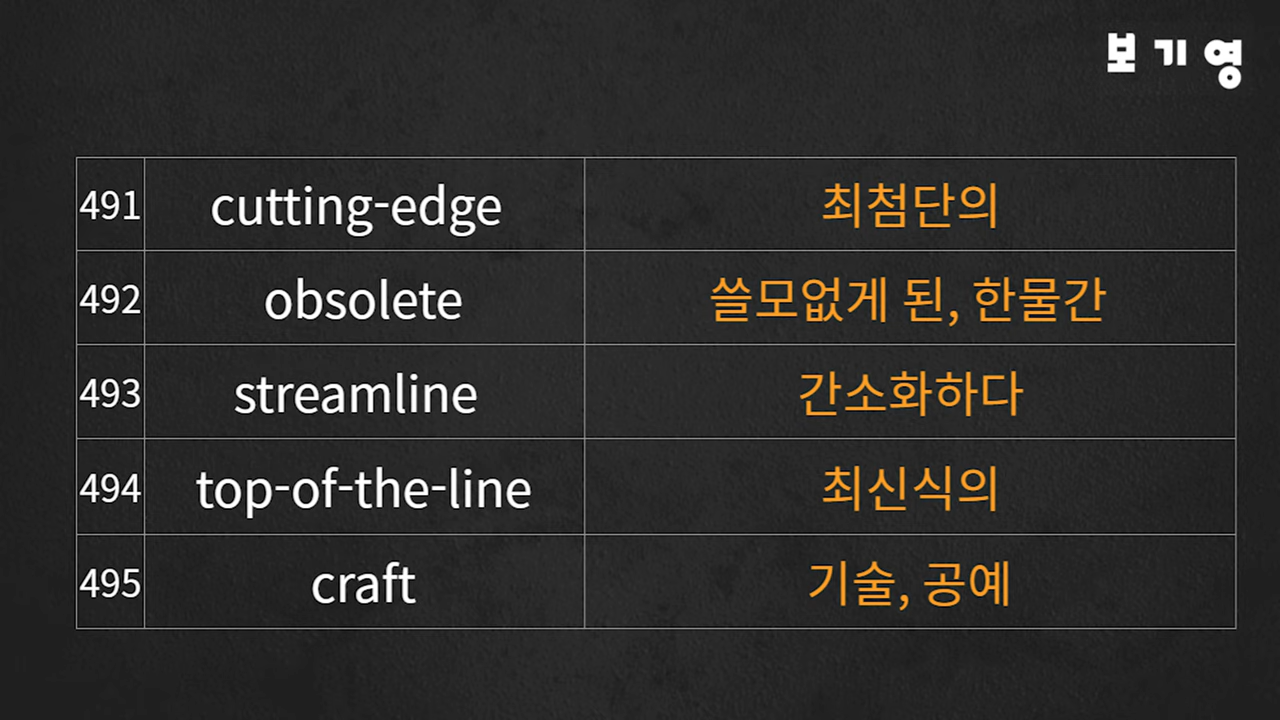 보기영
491 cutting-edge 최첨단의
492 obsolete 쓸모없게 된, 한물간
493 streamline 간소화하다
494 top-of-the-line 최신식의
495 craft 기술, 공예